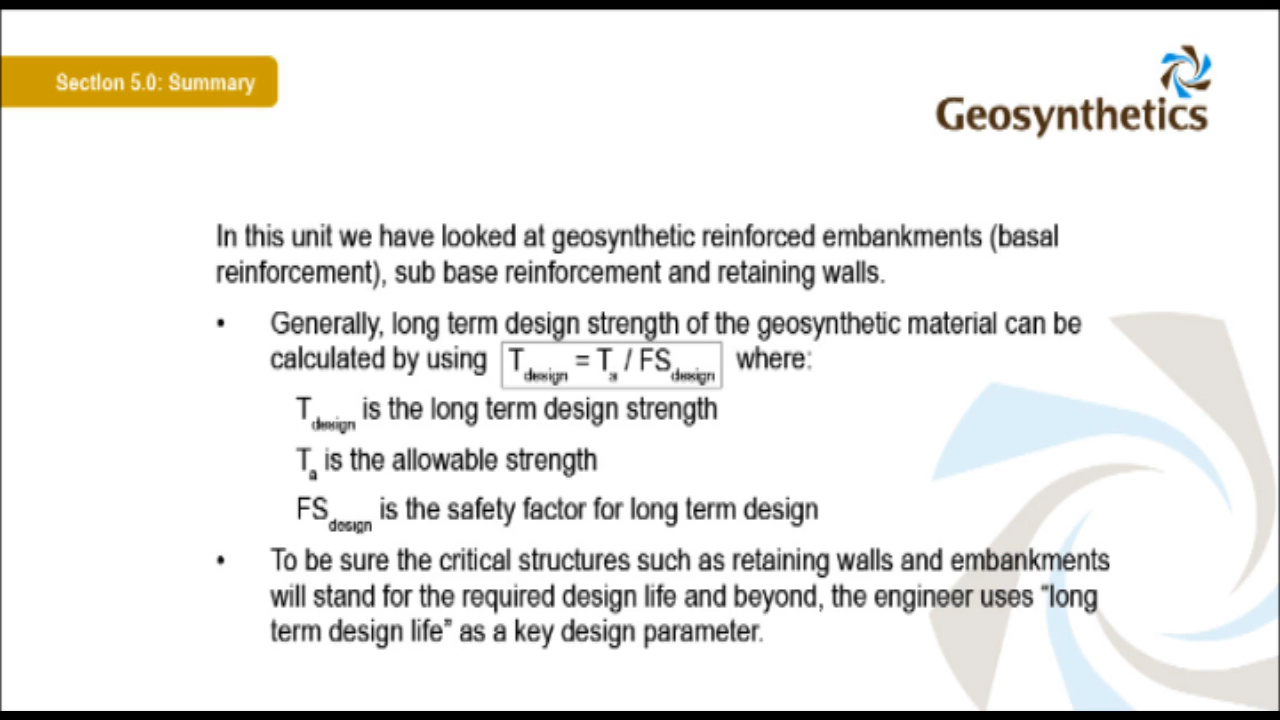 Section 5.0: Summary
Geosynthetics
In this unit we have looked at geosynthetic reinforced embankments (basal
reinforcement), sub base reinforcement and retaining walls.
• Generally, long term design strength of the geosynthetic material can be
calculated by using T design = T a / FS design where:
T design is the long term design strength
T a is the allowable strength
FS design is the safety factor for long term design
• To be sure the critical structures such as retaining walls and embankments
will stand for the required design life and beyond, the engineer uses “long
term design life” as a key design parameter.